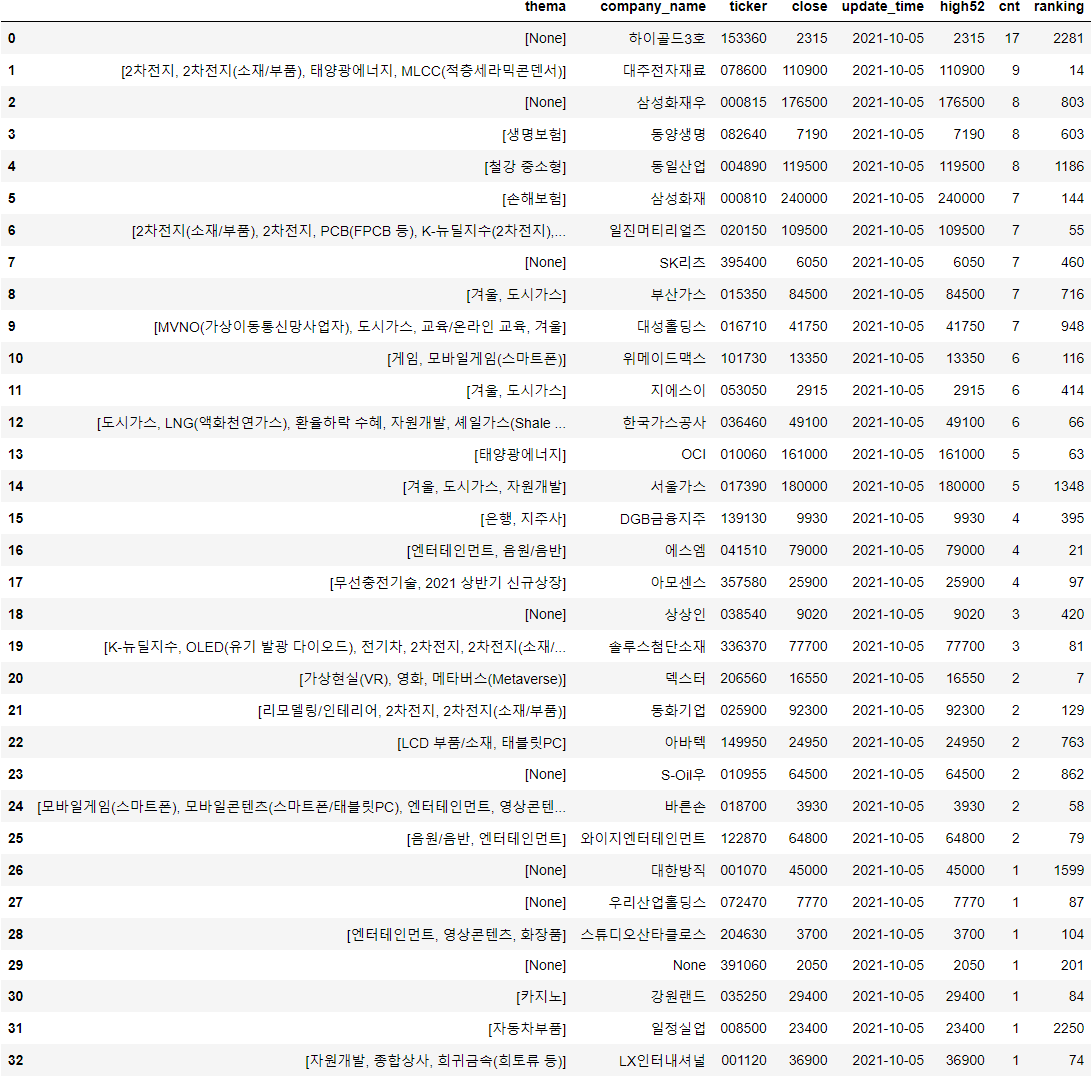 thema company_name ticker close update_time high52 cnt ranking
0 [None] 하이골드3호 153360 2315 2021-10-05 2315 17 2281
1 [2차전지, 2차전지(소재/부품), 태양광에너지, MLCC(적층세라믹콘덴서)] 대주전자재료 078600 110900 2021-10-05 110900 9 14
2 [None] 삼성화재우 000815 176500 2021-10-05 176500 8 803
3 [생명보험] 동양생명 082640 7190 2021-10-05 7190 8 603
4 [철강 중소형] 동일산업 004890 119500 2021-10-05 119500 8 1186
5 [손해보험] 삼성화재 000810 240000 2021-10-05 240000 7 144
6 [2차전지(소재/부품), 2차전지, PCB(FPCB 등), K-뉴딜지수(2차전지),... 일진머티리얼즈 020150 109500 2021-10-05 109500 7 55
7 [None] SK리츠 395400 6050 2021-10-05 6050 7 460
8 [겨울, 도시가스] 부산가스 015350 84500 2021-10-05 84500 7 716
9 [MVNO(가상이동통신망사업자), 도시가스, 교육/온라인 교육, 겨울] 대성홀딩스 016710 41750 2021-10-05 41750 7 948
10 [게임, 모바일게임(스마트폰)] 위메이드맥스 101730 13350 2021-10-05 13350 6 116
11 [겨울, 도시가스] 지에스이 053050 2915 2021-10-05 2915 6 414
12 [도시가스, LNG(액화천연가스), 환율하락 수혜, 자원개발, 셰일가스(Shale ... 한국가스공사 036460 49100 2021-10-05 49100 6 66
13 [태양광에너지] OCI 010060 161000 2021-10-05 161000 5 63
14 [겨울, 도시가스, 자원개발] 서울가스 017390 180000 2021-10-05 180000 5 1348
15 [은행, 지주사] DGB금융지주 139130 9930 2021-10-05 9930 4 395
16 [엔터테인먼트, 음원/음반] 에스엠 041510 79000 2021-10-05 79000 4 21
17 [무선충전기술, 2021 상반기 신규상장] 아모센스 357580 25900 2021-10-05 25900 4 97
18 [None] 상상인 038540 9020 2021-10-05 9020 3 420
19 [K-뉴딜지수, OLED(유기 발광 다이오드), 전기차, 2차전지, 2차전지(소재/... 솔루스첨단소재 336370 77700 2021-10-05 77700 3 81
20 [가상현실(VR), 영화, 메타버스(Metaverse)] 덱스터 206560 16550 2021-10-05 16550 2 7
21 [리모델링/인테리어, 2차전지, 2차전지(소재/부품)] 동화기업 025900 92300 2021-10-05 92300 2 129
22 [LCD 부품/소재, 태블릿PC] 아바텍 149950 24950 2021-10-05 24950 2 763
23 [None] S-Oil우 010955 64500 2021-10-05 64500 2 862
24 [모바일게임(스마트폰), 모바일콘텐츠(스마트폰/태블릿PC), 엔터테인먼트, 영상콘텐... 바른손 018700 3930 2021-10-05 3930 2 58
25 [음원/음반, 엔터테인먼트] 와이지엔터테인먼트 122870 64800 2021-10-05 64800 2 79
26 [None] 대한방직 001070 45000 2021-10-05 45000 1 1599
27 [None] 우리산업홀딩스 072470 7770 2021-10-05 7770 1 87
28 [엔터테인먼트, 영상콘텐츠, 화장품] 스튜디오산타클로스 204630 3700 2021-10-05 3700 1 104
29 [None] None 391060 2050 2021-10-05 2050 1 201
30 [카지노] 강원랜드 035250 29400 2021-10-05 29400 1 84
31 [자동차부품] 일정실업 008500 23400 2021-10-05 23400 1 2250
32 [자원개발, 종합상사, 희귀금속(희토류 등)] LX인터내셔널 001120 36900 2021-10-05 36900 1 74